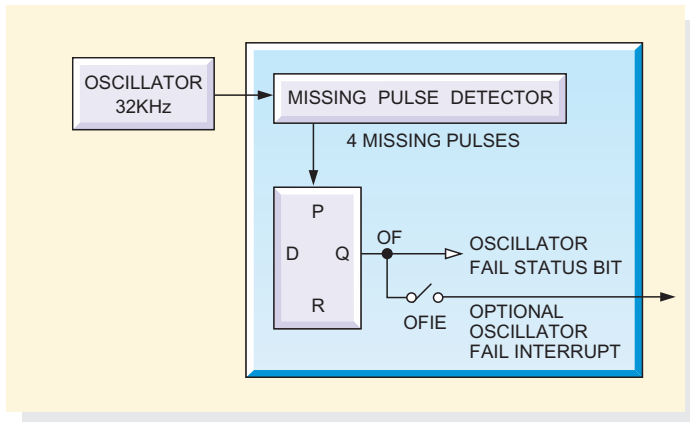 OSCILLATOR
32KHz
MISSING PULSE DETECTOR
4 MISSING PULSES
P
D Q
R
OF
OSCILLATOR
FAIL STATUS BIT
OFIE
OPTIONAL
OSCILLATOR
FAIL INTERRUPT